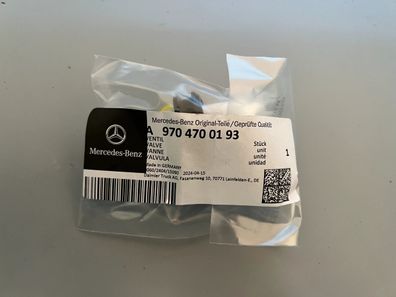 Mercedes-Benz Original-Teile/Geprüfte Qualität
A 970 470 01 93
VENTIL
VALVE
VANNE
VALVULA
Stück
unit
unité
unidad
1
Mercedes-Benz
Made in GERMANY
2024-04-15
Daimler Truck AG, Fasanenweg 10, 70771 Leinfelden-E., DE